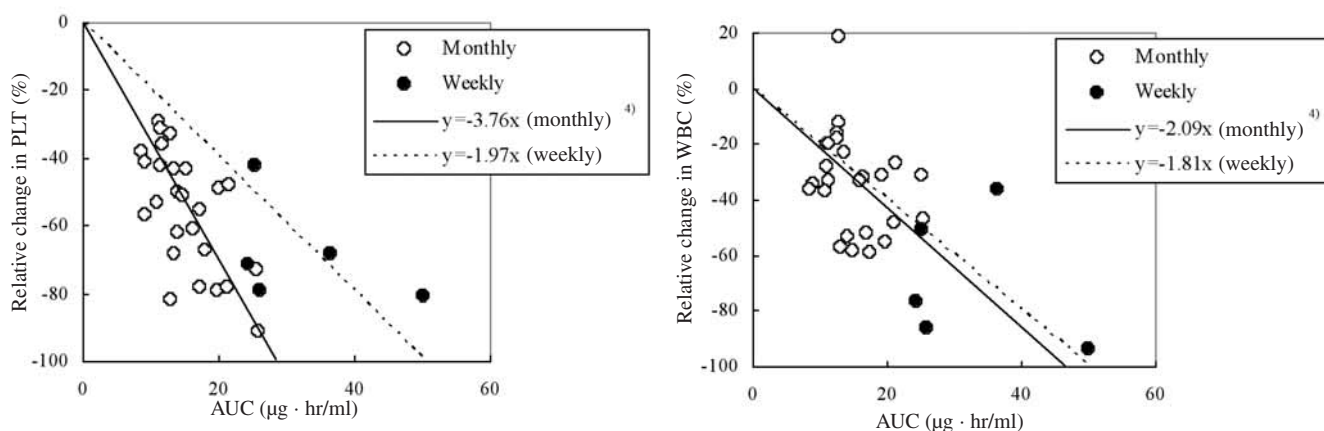 0
-20
-40
-60
-80
-100
Relative change in PLT (%)
Monthly
Weekly
y=-3.76x (monthly) 4)
y=-1.97x (weekly)
0 20 40 60
AUC (µg · hr/ml)
20
0
-20
-40
-60
-80
-100
Relative change in WBC (%)
Monthly
Weekly
y=-2.09x (monthly) 4)
y=-1.81x (weekly)
0 20 40 60
AUC (µg · hr/ml)